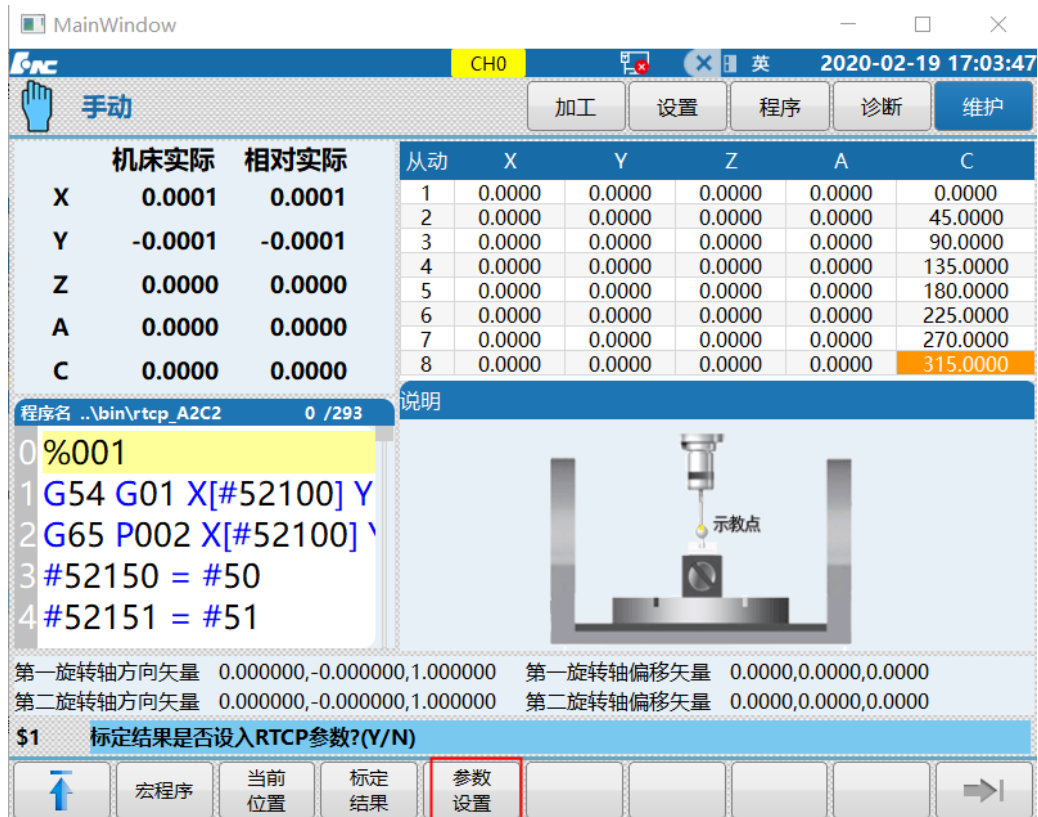 MainWindow
HNC CH0 英 2020-02-19 17:03:47
手动 加工 设置 程序 诊断 维护
机床实际 相对实际
X 0.0001 0.0001
Y -0.0001 -0.0001
Z 0.0000 0.0000
A 0.0000 0.0000
C 0.0000 0.0000
从动 X Y Z A C
1 0.0000 0.0000 0.0000 0.0000 0.0000
2 0.0000 0.0000 0.0000 0.0000 45.0000
3 0.0000 0.0000 0.0000 0.0000 90.0000
4 0.0000 0.0000 0.0000 0.0000 135.0000
5 0.0000 0.0000 0.0000 0.0000 180.0000
6 0.0000 0.0000 0.0000 0.0000 225.0000
7 0.0000 0.0000 0.0000 0.0000 270.0000
8 0.0000 0.0000 0.0000 0.0000 315.0000
程序名 ..\bin\rtcp_A2C2 0 /293
0 %001
1 G54 G01 X[#52100] Y
2 G65 P002 X[#52100]
3 #52150 = #50
4 #52151 = #51
说明
示教点
第一旋转轴方向矢量 0.000000,-0.000000,1.000000 第一旋转轴偏移矢量 0.0000,0.0000,0.0000
第二旋转轴方向矢量 0.000000,-0.000000,1.000000 第二旋转轴偏移矢量 0.0000,0.0000,0.0000
$1 标定结果是否设入RTCP参数?(Y/N)
宏程序
当前
位置
标定
结果
参数
设置